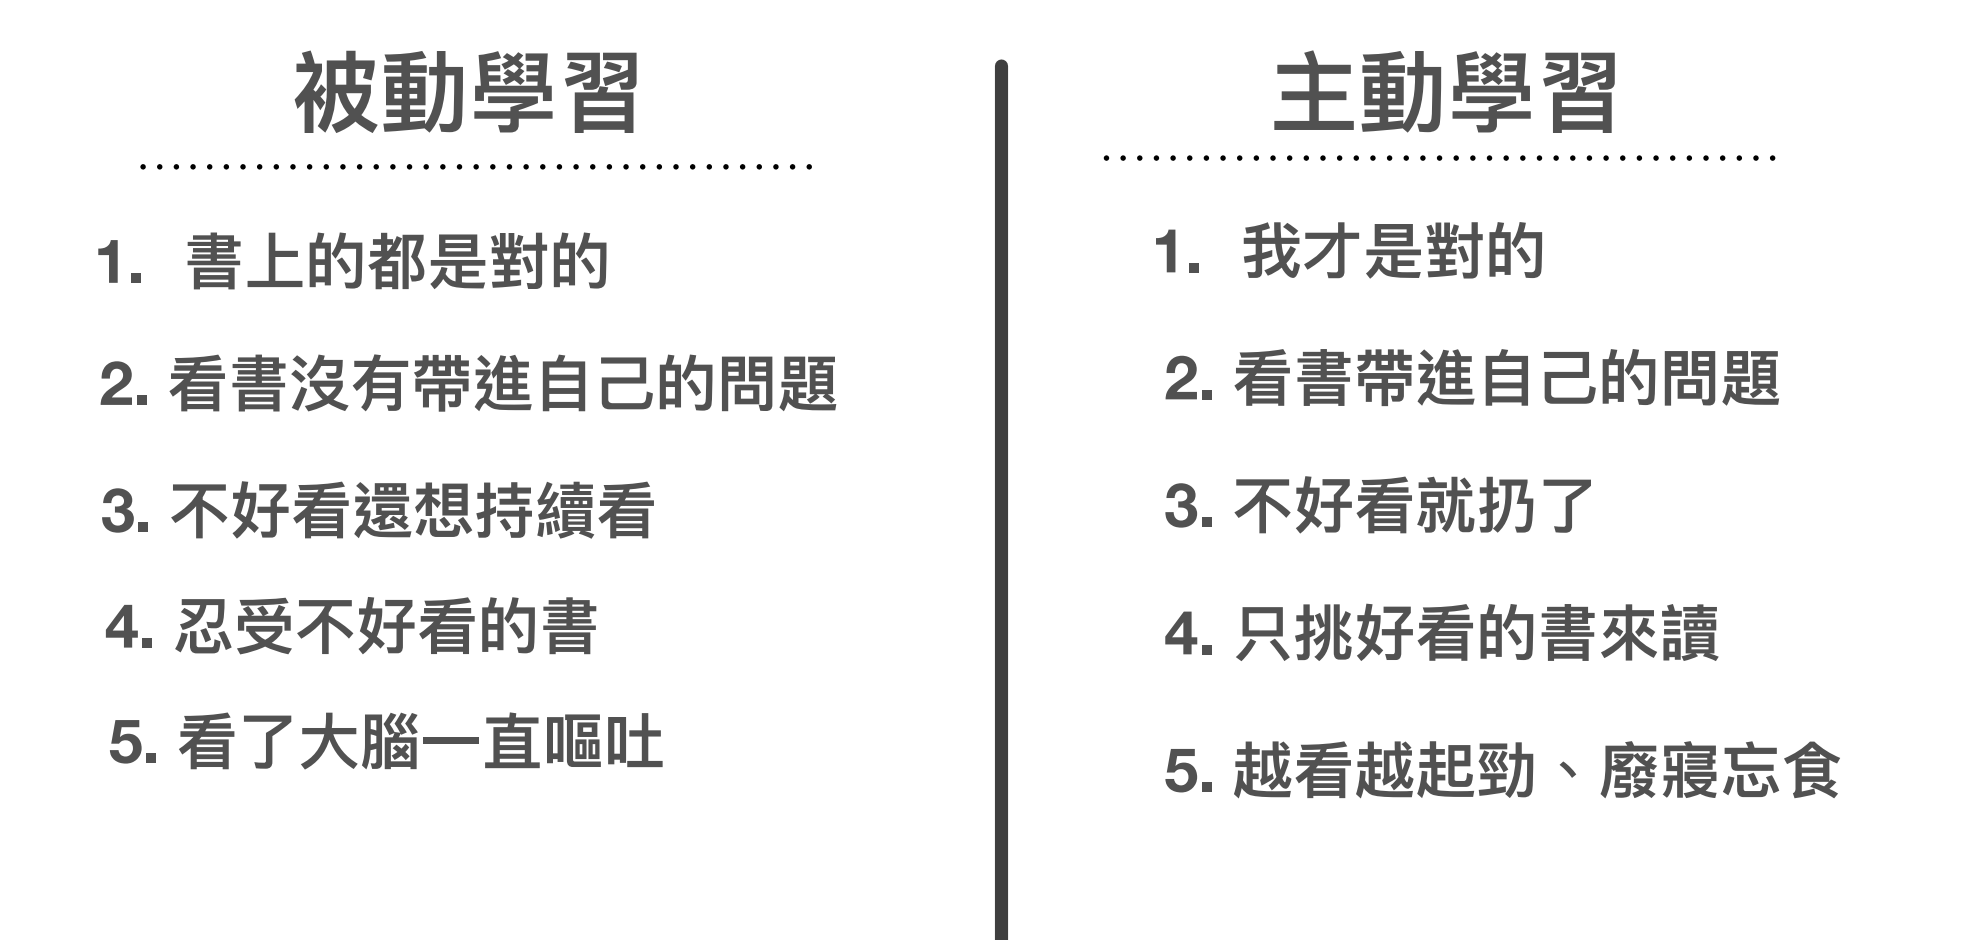 被動學習
1. 書上的都是對的
2. 看書沒有帶進自己的問題
3. 不好看還想持續看
4. 忍受不好看的書
5. 看了大腦一直嘔吐
主動學習
1. 我才是對的
2. 看書帶進自己的問題
3. 不好看就扔了
4. 只挑好看的書來讀
5. 越看越起勁、廢寢忘食